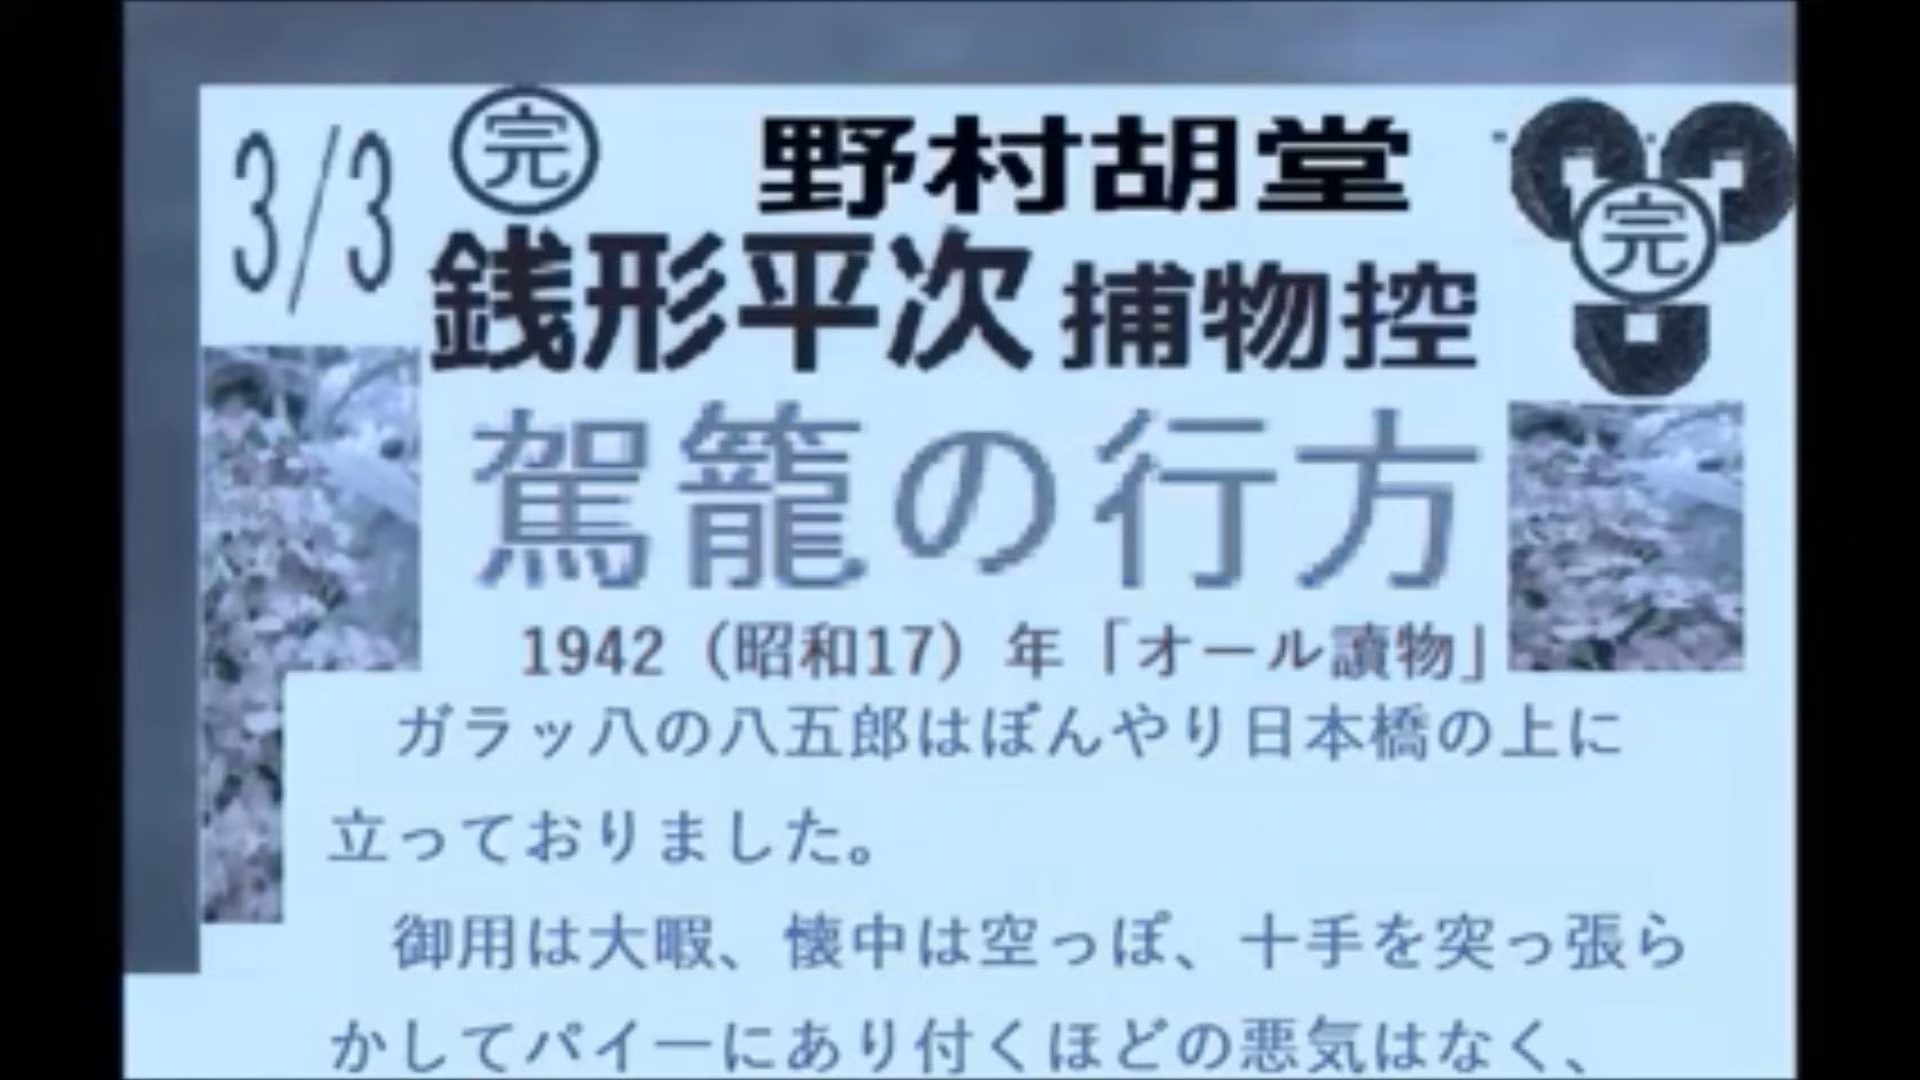 3/3
完
野村胡堂
完
銭形平次 捕物控
駕籠の行方
1942（昭和17）年「オール讀物」
ガラッ八の八五郎はぼんやり日本橋の上に
立っておりました。
御用は大暇、懐中は空っぽ、十手を突っ張ら
かしてパイ一にあり付くほどの悪気はなく、